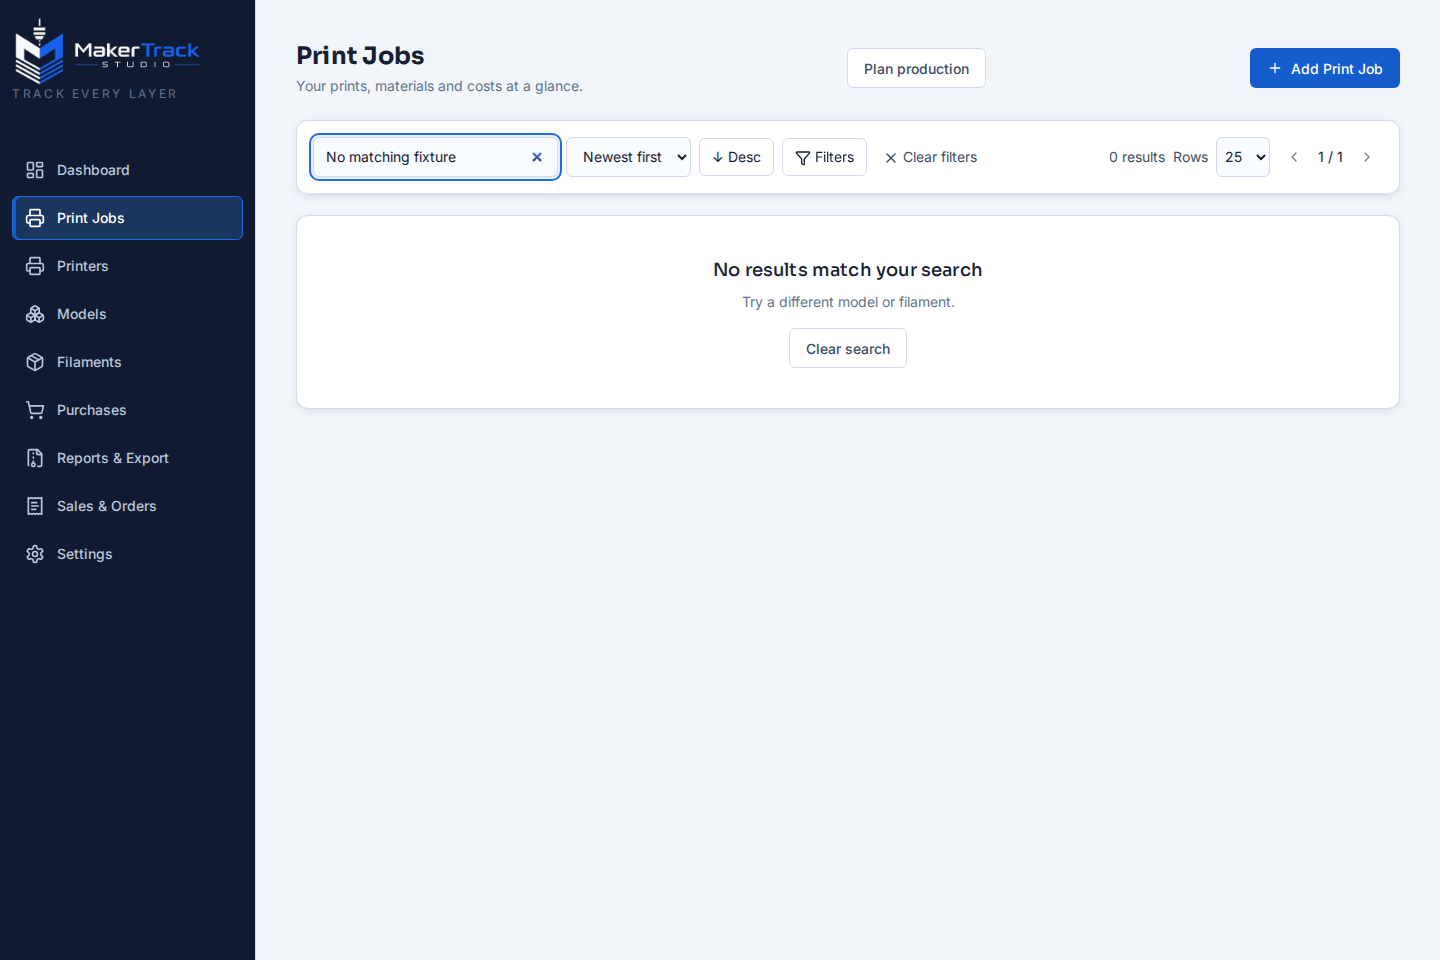 MakerTrack
STUDIO
TRACK EVERY LAYER
Dashboard
Print Jobs
Printers
Models
Filaments
Purchases
Reports & Export
Sales & Orders
Settings
Print Jobs
Your prints, materials and costs at a glance.
Plan production
Add Print Job
No matching fixture
Newest first
Desc
Filters
Clear filters
0 results Rows 25 1 / 1
No results match your search
Try a different model or filament.
Clear search